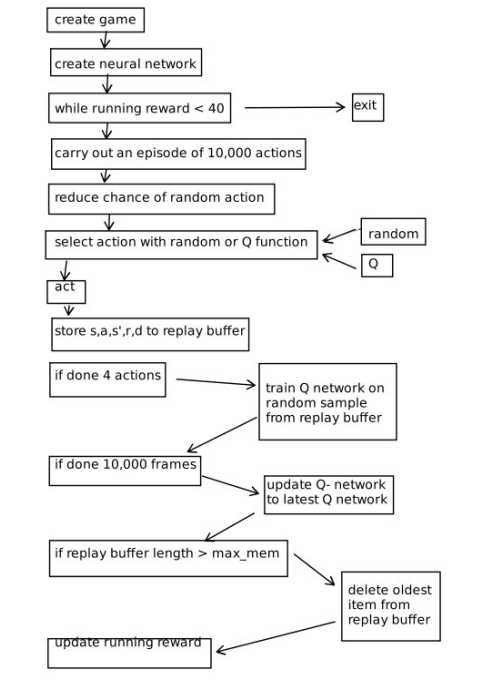 create game
create neural network
while running reward < 40
exit
carry out an episode of 10,000 actions
reduce chance of random action
select action with random or Q function
random
Q
act
store s,a,s',r,d to replay buffer
if done 4 actions
train Q network on
random sample
from replay buffer
if done 10,000 frames
update Q- network
to latest Q network
if replay buffer length > max_mem
delete oldest
item from
replay buffer
update running reward